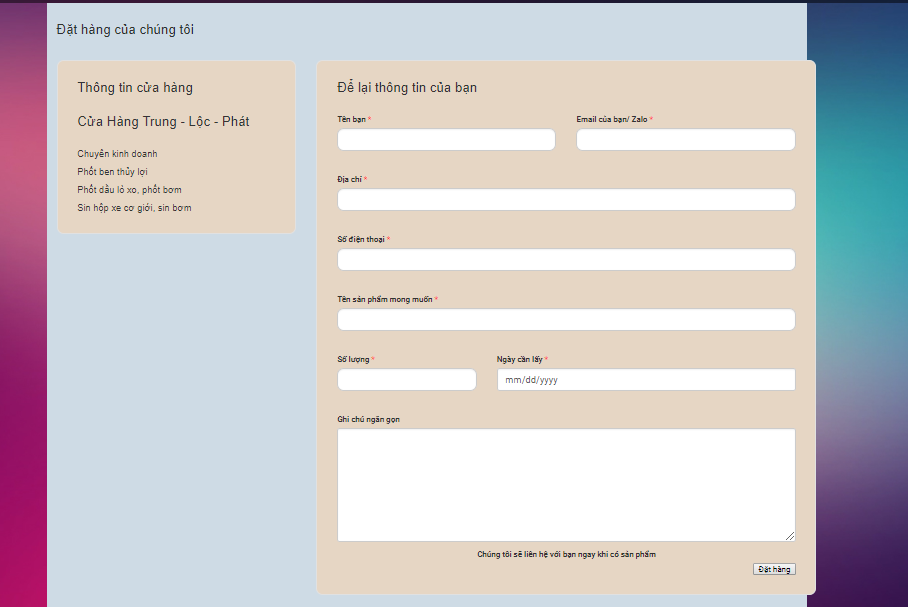 Đặt hàng của chúng tôi
Thông tin cửa hàng
Cửa Hàng Trung - Lộc - Phát
Chuyên kinh doanh
Phốt ben thủy lợi
Phốt dầu lò xo, phốt bơm
Sin hộp xe cơ giới, sin bơm
Để lại thông tin của bạn
Tên bạn *
Email của bạn/ Zalo *
Địa chỉ *
Số điện thoại *
Tên sản phẩm mong muốn *
Số lượng *
Ngày cần lấy *
mm/dd/yyyy
Ghi chú ngắn gọn
Chúng tôi sẽ liên hệ với bạn ngay khi có sản phẩm
Đặt hàng